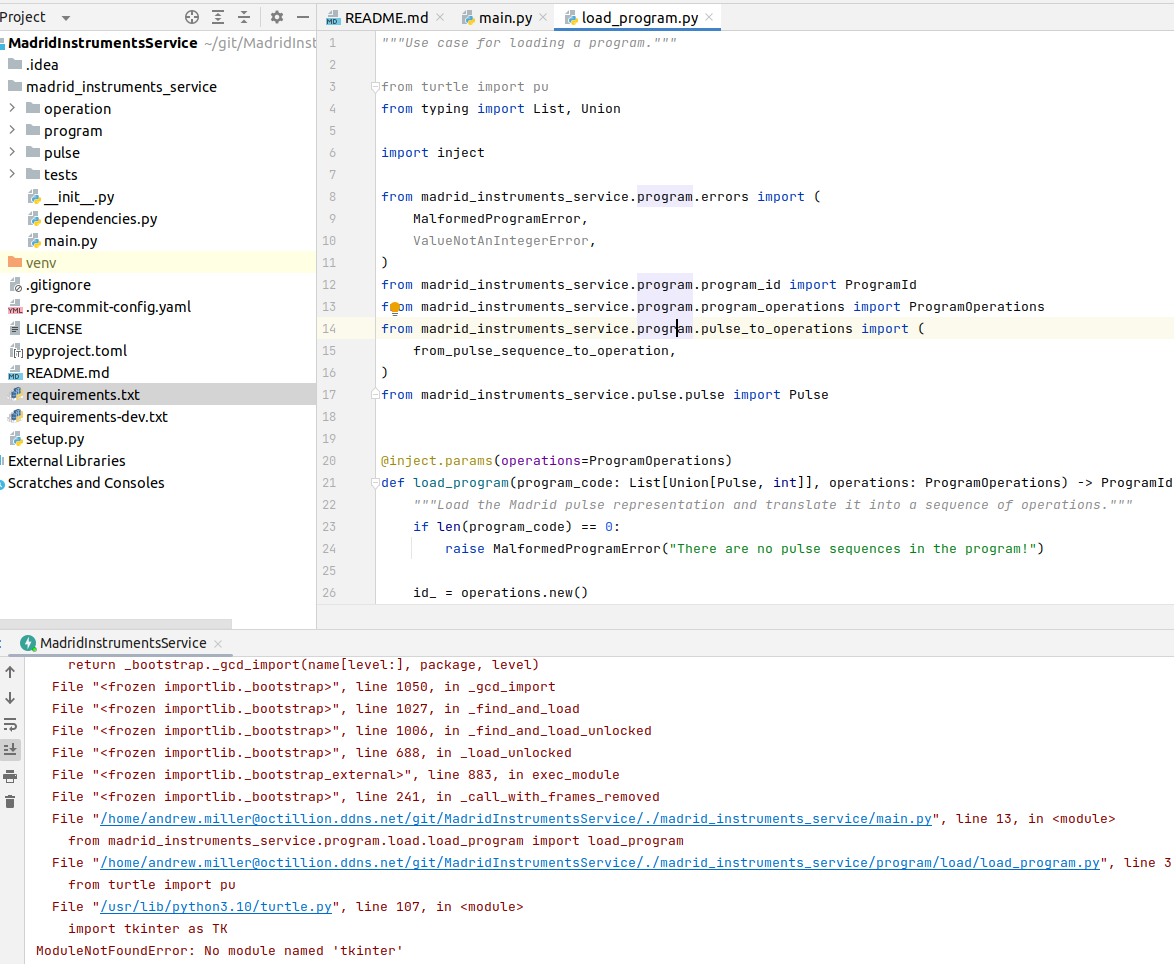 Project
README.md
main.py
load_program.py
MadridInstrumentsService ~/git/MadridInst
.idea
madrid_instruments_service
operation
program
pulse
tests
__init__.py
dependencies.py
main.py
venv
.gitignore
.pre-commit-config.yaml
LICENSE
pyproject.toml
README.md
requirements.txt
requirements-dev.txt
setup.py
External Libraries
Scratches and Consoles
1 """Use case for loading a program."""
2
3 from turtle import pu
4 from typing import List, Union
5
6 import inject
7
8 from madrid_instruments_service.program.errors import (
9 MalformedProgramError,
10 ValueNotAnIntegerError,
11 )
12 from madrid_instruments_service.program.program_id import ProgramId
13 from madrid_instruments_service.program.program_operations import ProgramOperations
14 from madrid_instruments_service.program.pulse_to_operations import (
15 from_pulse_sequence_to_operation,
16 )
17 from madrid_instruments_service.pulse.pulse import Pulse
18
19
20 @inject.params(operations=ProgramOperations)
21 def load_program(program_code: List[Union[Pulse, int]], operations: ProgramOperations) -> ProgramId
22 """Load the Madrid pulse representation and translate it into a sequence of operations."""
23 if len(program_code) == 0:
24 raise MalformedProgramError("There are no pulse sequences in the program!")
25
26 id_ = operations.new()
MadridInstrumentsService
return _bootstrap._gcd_import(name[level:], package, level)
File "<frozen importlib._bootstrap>", line 1050, in _gcd_import
File "<frozen importlib._bootstrap>", line 1027, in _find_and_load
File "<frozen importlib._bootstrap>", line 1006, in _find_and_load_unlocked
File "<frozen importlib._bootstrap>", line 688, in _load_unlocked
File "<frozen importlib._bootstrap_external>", line 883, in exec_module
File "<frozen importlib._bootstrap>", line 241, in _call_with_frames_removed
File "/home/andrew.miller@octillion.ddns.net/git/MadridInstrumentsService/./madrid_instruments_service/main.py", line 13, in <module>
from madrid_instruments_service.program.load.load_program import load_program
File "/home/andrew.miller@octillion.ddns.net/git/MadridInstrumentsService/./madrid_instruments_service/program/load/load_program.py", line 3
from turtle import pu
File "/usr/lib/python3.10/turtle.py", line 107, in <module>
import tkinter as TK
ModuleNotFoundError: No module named 'tkinter'